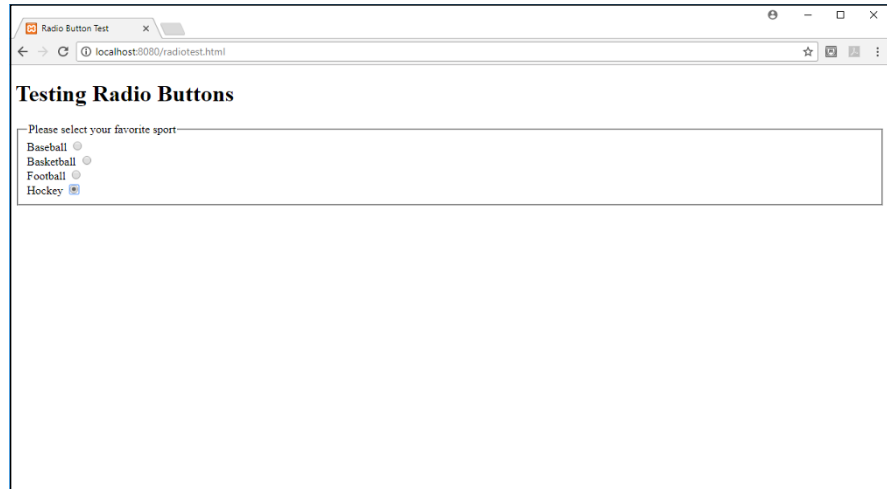 Radio Button Test
localhost:8080/radiotest.html
Testing Radio Buttons
Please select your favorite sport
Baseball
Basketball
Football
Hockey